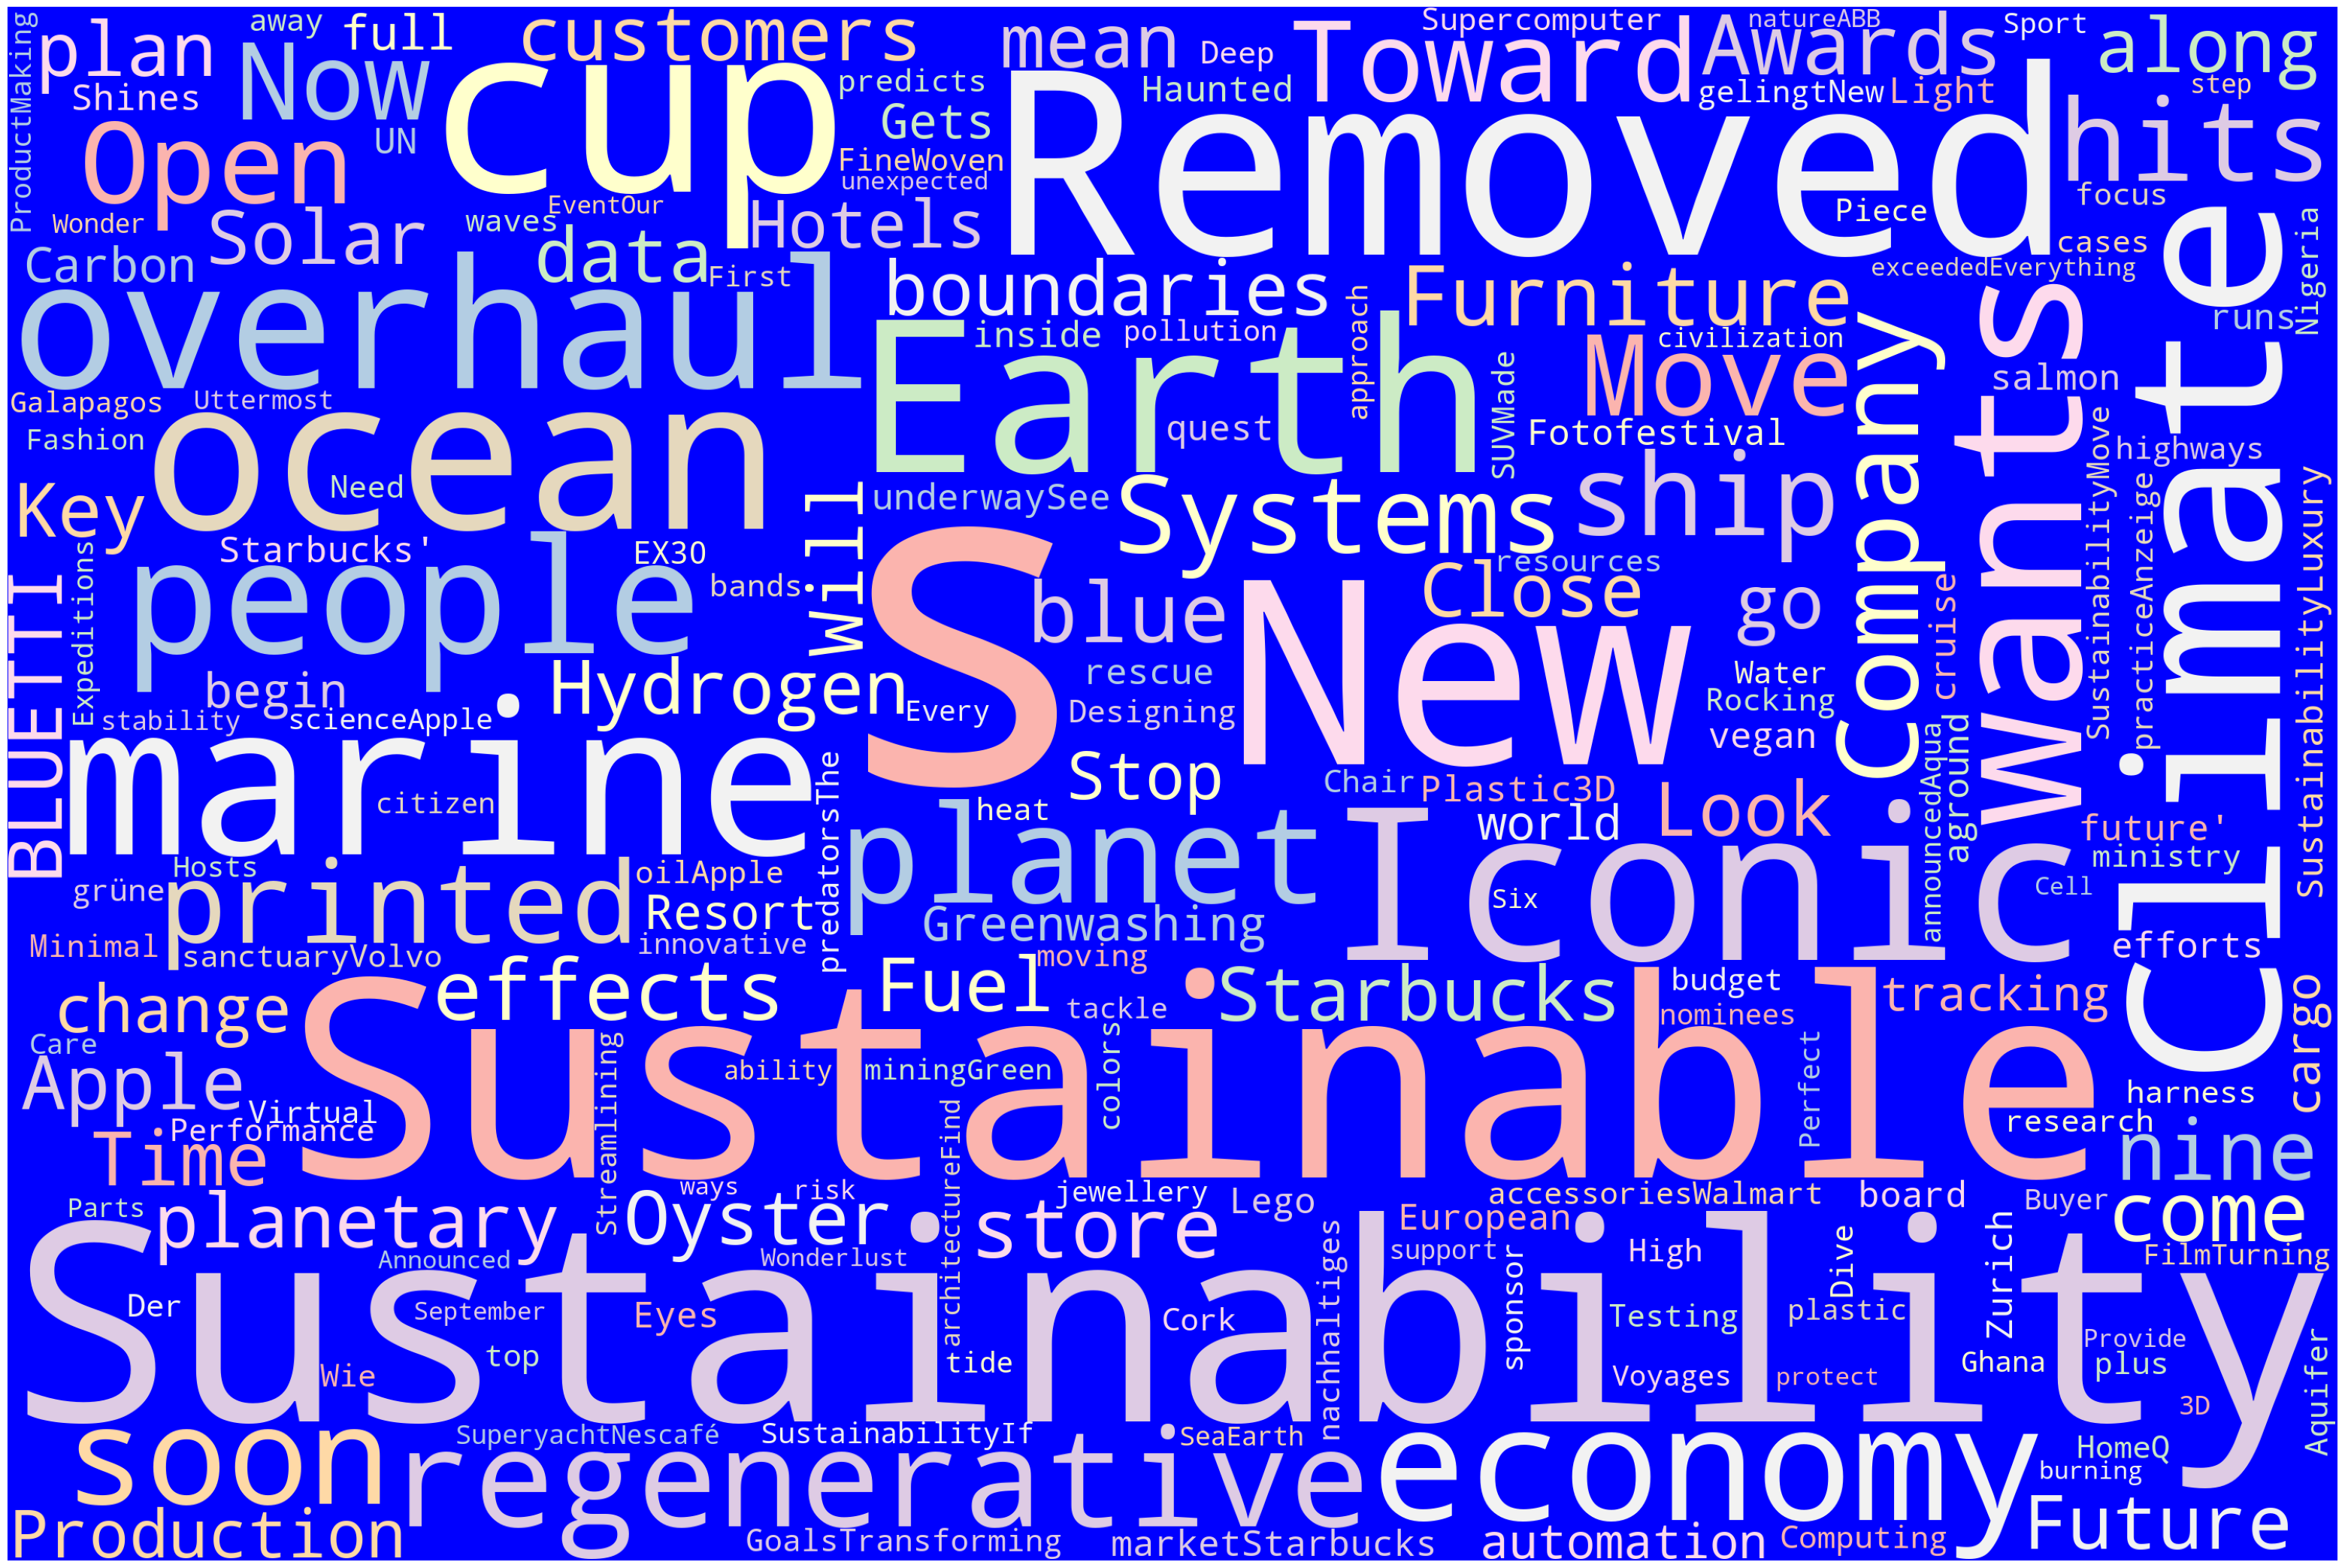 ProductMaking
plan
away
full
customers
mean
Supercomputer
Deep
Toward
natureABB
Awards
Sport
along
step
Shines
Now
UN
cup
predicts
Gets
Haunted
Removed
gelingtNew
Light
hits
Open
FineWoven
unexpected
Piece
focus
Wonder
Solar
EventOur
waves
Hotels
cases
Nigeria
Carbon
data
First
boundaries
Furniture
exceededEverything
runs
overhaul
Earth
inside
pollution
approach
civilization
Move
Company
wants
Climate
salmon
Galapagos
Uttermost
Fashion
ocean
quest
SUVMade
Fotofestival
SustainabilityMove
highways
practiceAnzeige
SustainabilityLuxury
Key
Need
Will
underwaySee
Systems
ship
Starbucks'
EX30
resources
BLUETTI
Expeditions
people
bands
S
blue
New
Close
go
cruise
begin
Hydrogen
rescue
Water
stability
scienceApple
Every
Designing
Rocking
vegan
marine
citizen
predatorsThe
Stop
Chair
Plastic3D
Look
announcedAqua
aground
heat
planet
world
Iconic
future'
ministry
Hosts
grüne
printed
oilApple
Resort
Six
Cell
Greenwashing
efforts
Minimal
sanctuaryVolvo
innovative
moving
change
effects
Fuel
tackle
Starbucks
budget
nominees
tracking
cargo
Care
Apple
Sustainable
Streamlining
ability
miningGreen
colors
Perfect
harness
Virtual
Performance
research
Time
architectureFind
nine
Parts
planetary
ways
risk
Oyster
jewellery
store
Lego
accessoriesWalmart
European
board
Buyer
come
Announced
Wonderlust
support
High
Dive
Zurich
FilmTurning
Sustainability
Der
September
Eyes
Cork
nachhaltiges
sponsor
Testing
plastic
Provide
Aquifer
top
tide
Wie
Voyages
protect
Ghana
plus
3D
soon
SuperyachtNescafé
SustainabilityIf
SeaEarth
regenerative
economy
HomeQ
burning
Production
GoalsTransforming
marketStarbucks
automation
Computing
Future